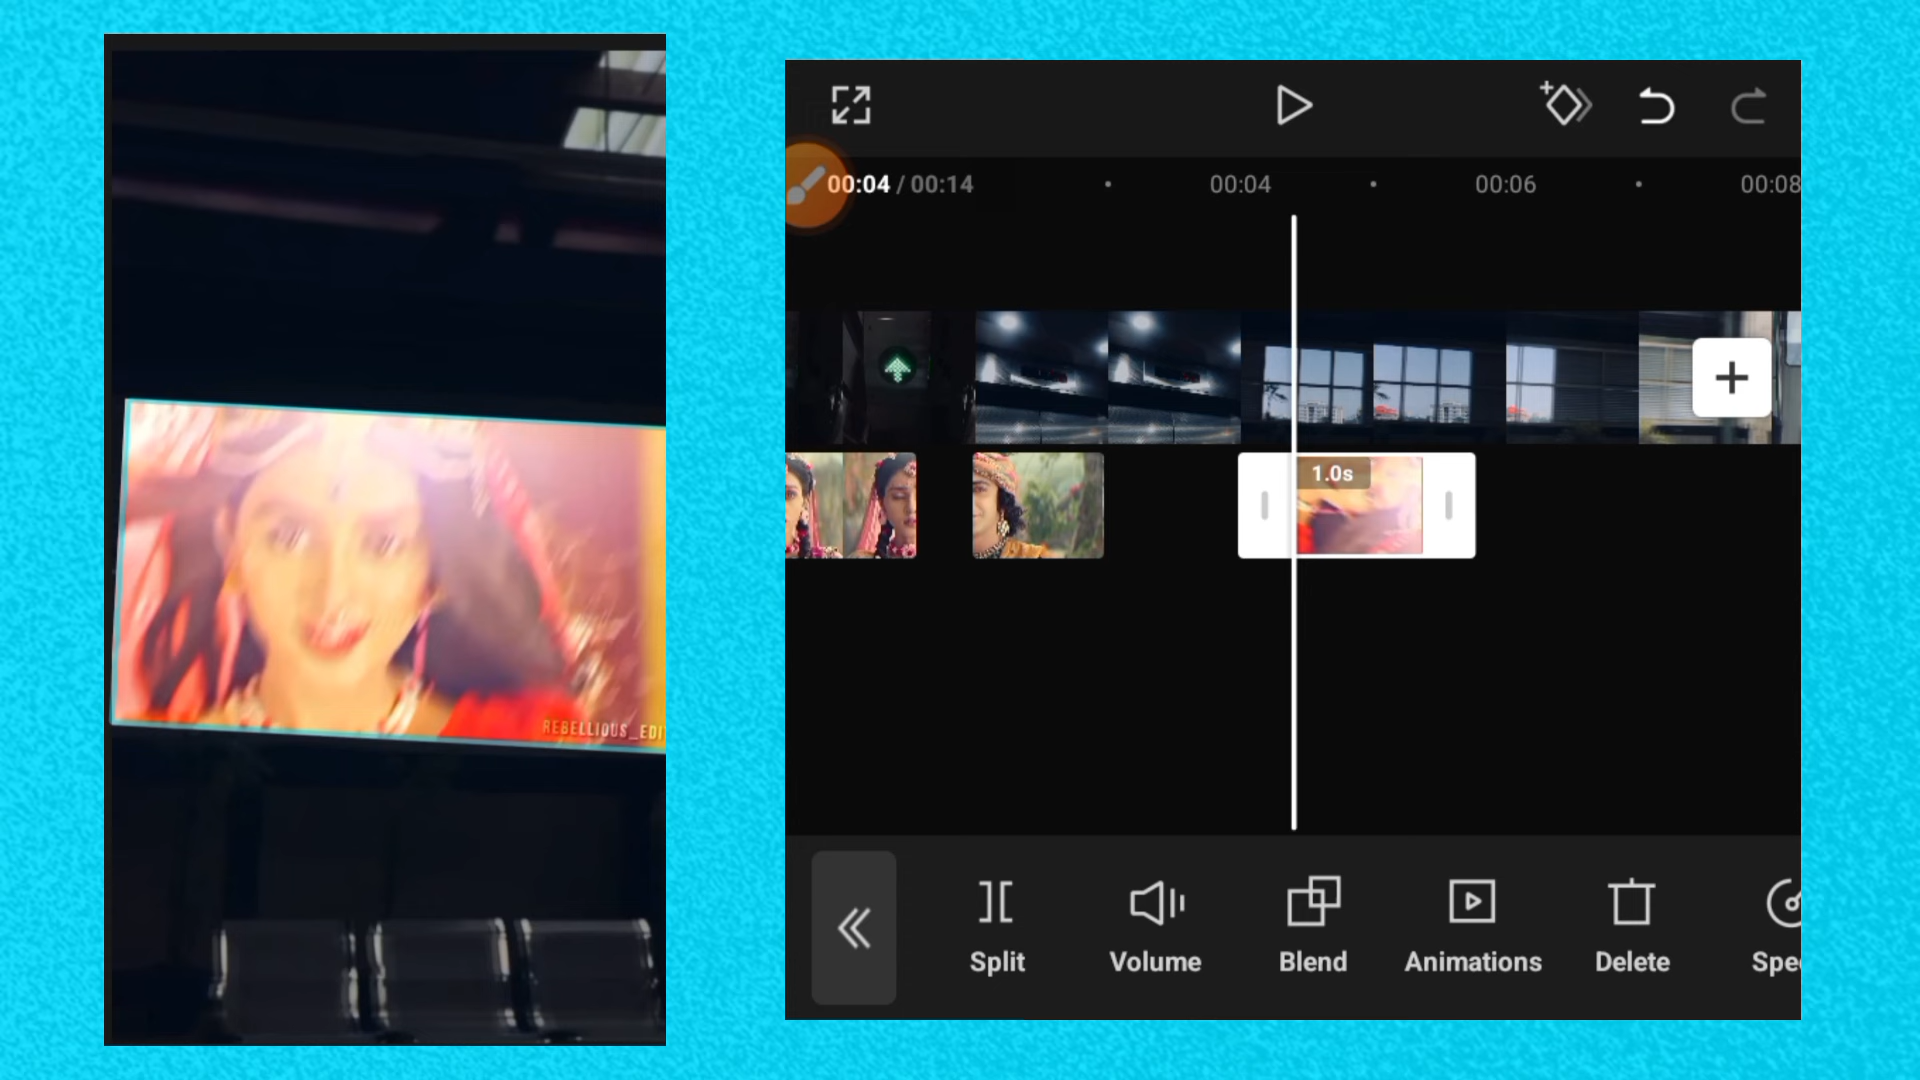 REBELLIOUS_EDI
00:04 / 00:14
00:04
00:06
00:08
1.0s
Split
Volume
Blend
Animations
Delete
Spe